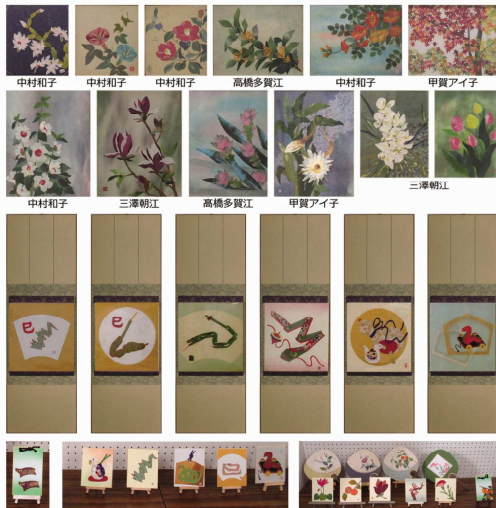 中村和子 中村和子 中村和子 高橋多賀江 中村和子 甲賀アイ子
中村和子 三澤朝江 高橋多賀江 甲賀アイ子 三澤朝江
巳 巳